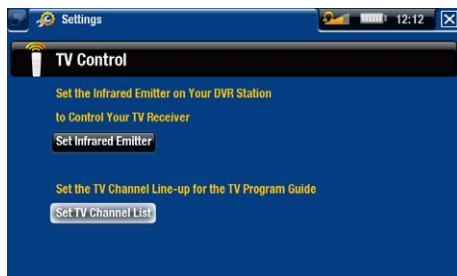 Settings
12:12
TV Control
Set the Infrared Emitter on Your DVR Station
to Control Your TV Receiver
Set Infrared Emitter
Set the TV Channel Line-up for the TV Program Guide
Set TV Channel List